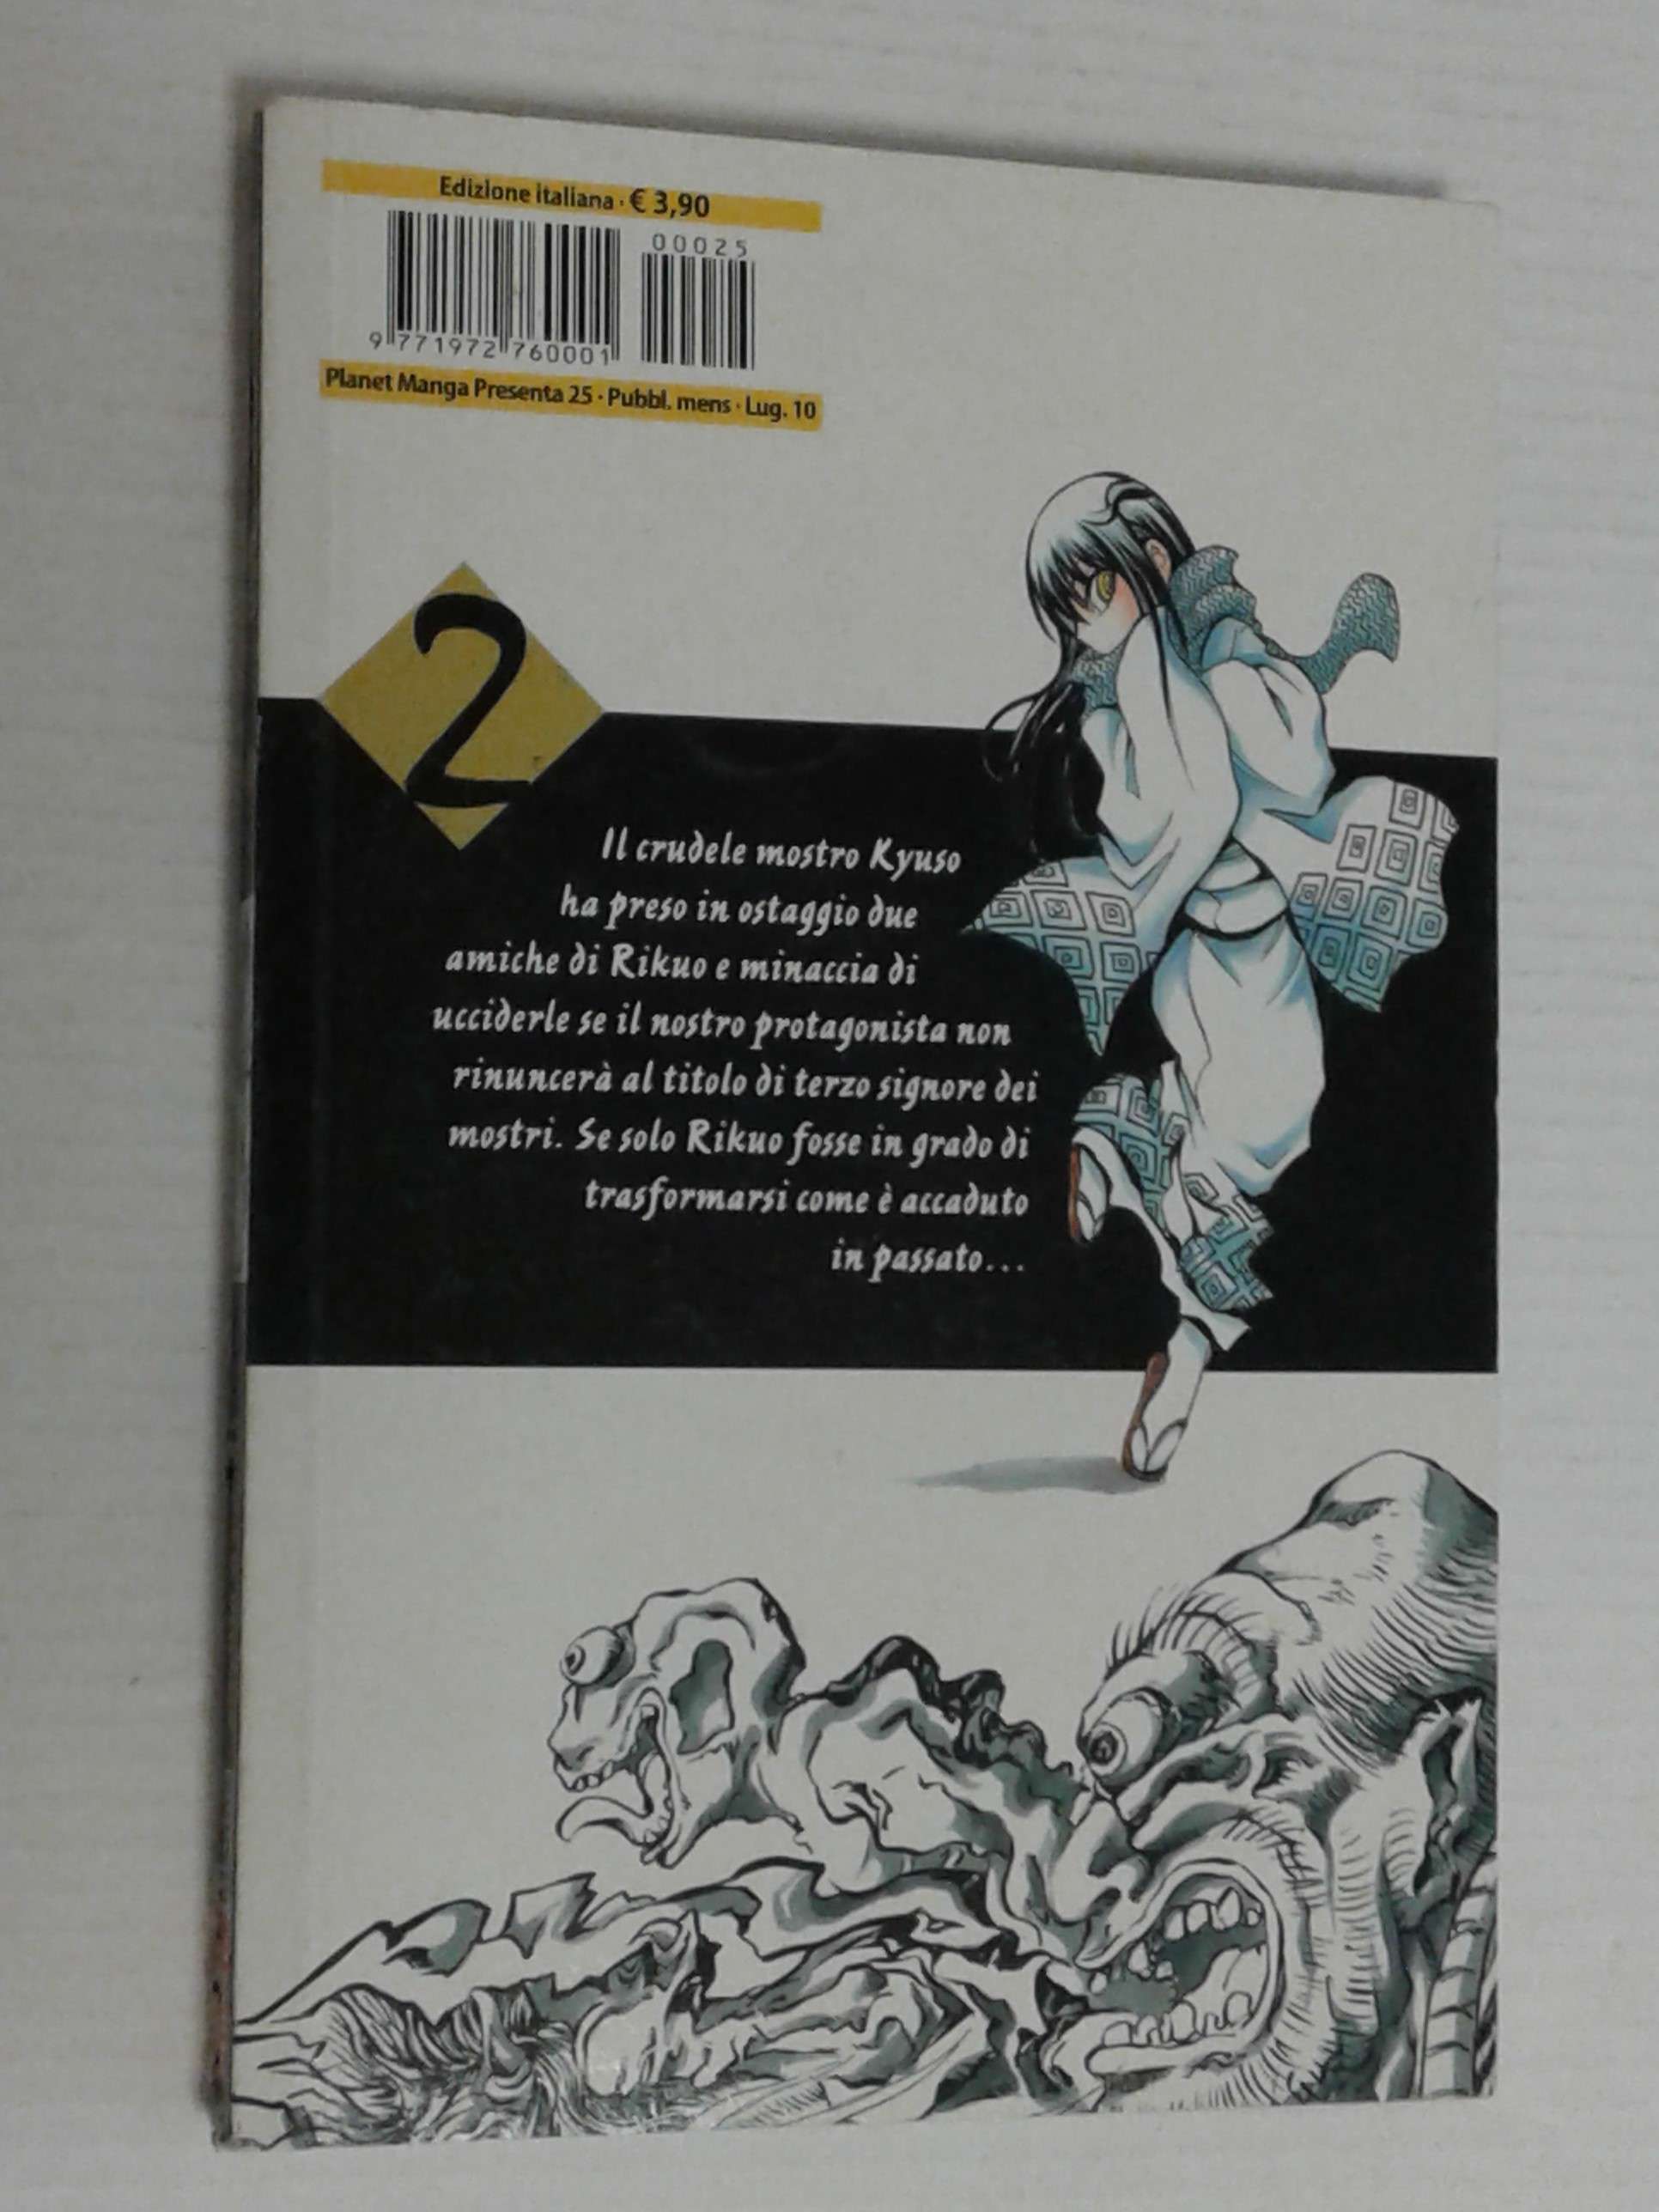 Edizione italiana · € 3,90
00025
9 771972 760001
Planet Manga Presenta 25 · Pubbl. mens · Lug. 10
2
Il crudele mostro Kyuso
ha preso in ostaggio due
amiche di Rikuo e minaccia di
ucciderle se il nostro protagonista non
rinuncerà al titolo di terzo signore dei
mostri. Se solo Rikuo fosse in grado di
trasformarsi come è accaduto
in passato...